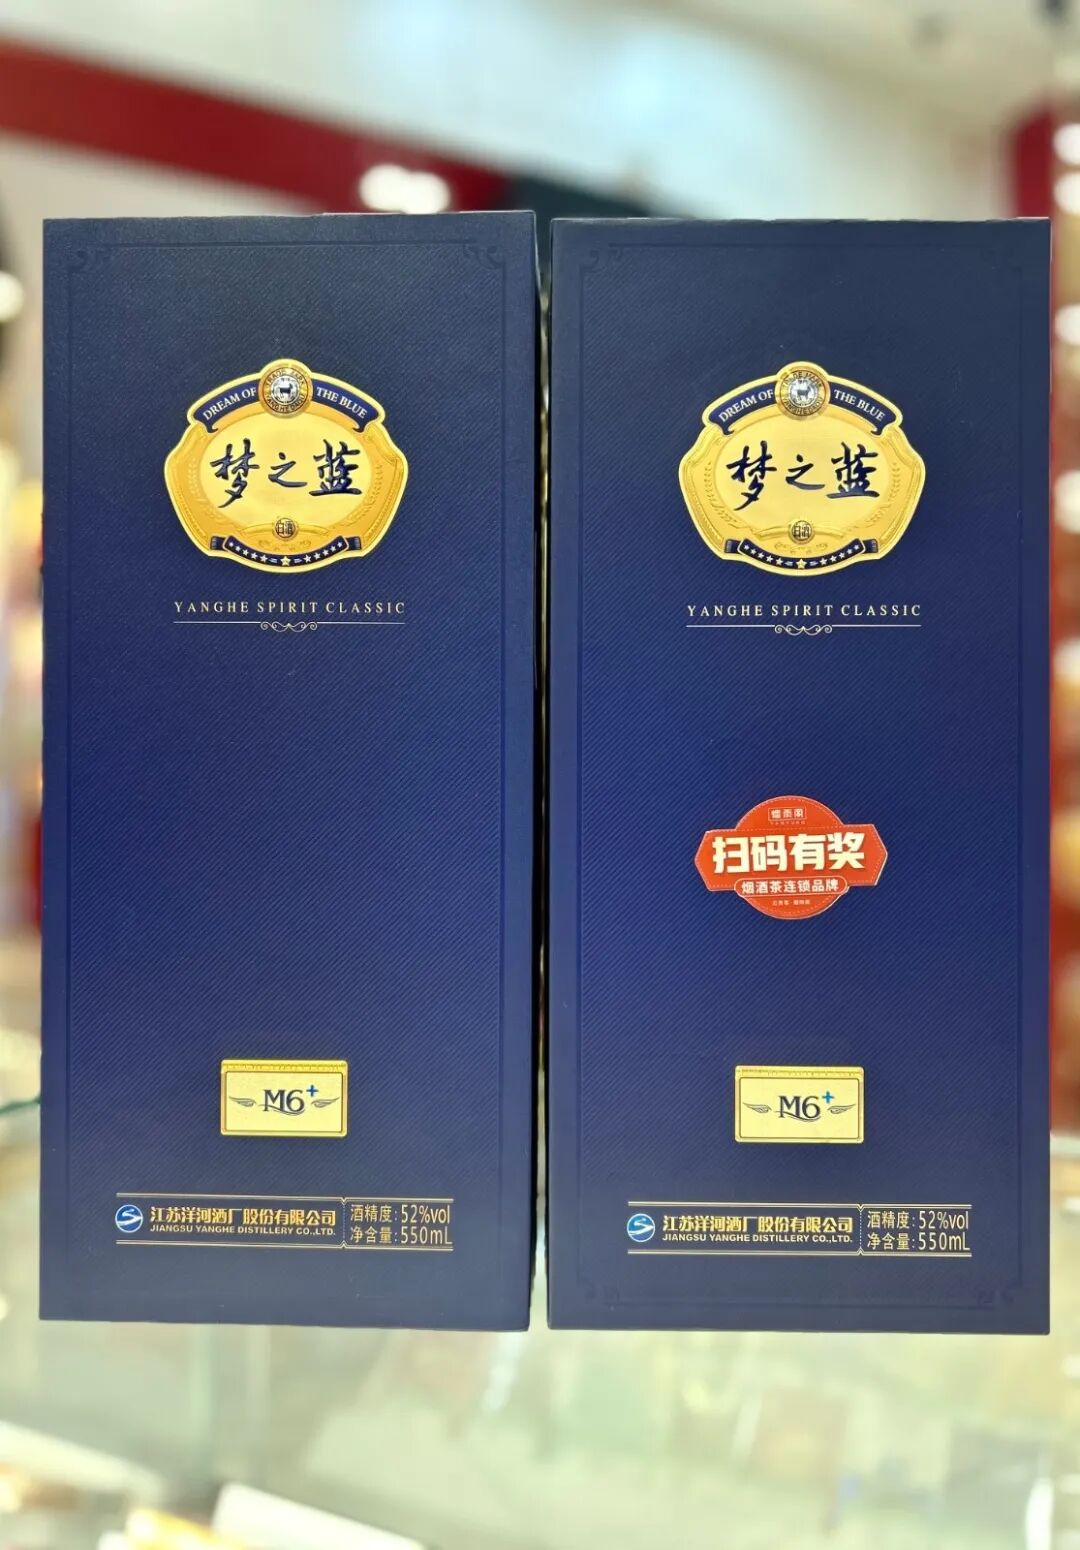 DREAM OF THE BLUE
梦之蓝
白酒
YANGHE SPIRIT CLASSIC
M6+
江苏洋河酒厂股份有限公司
JIANGSU YANGHE DISTILLERY CO.,LTD.
酒精度:52%vol
净含量:550mL
DREAM OF THE BLUE
梦之蓝
白酒
YANGHE SPIRIT CLASSIC
扫码有奖
烟酒茶连锁品牌
M6+
江苏洋河酒厂股份有限公司
JIANGSU YANGHE DISTILLERY CO.,LTD.
酒精度:52%vol
净含量:550mL